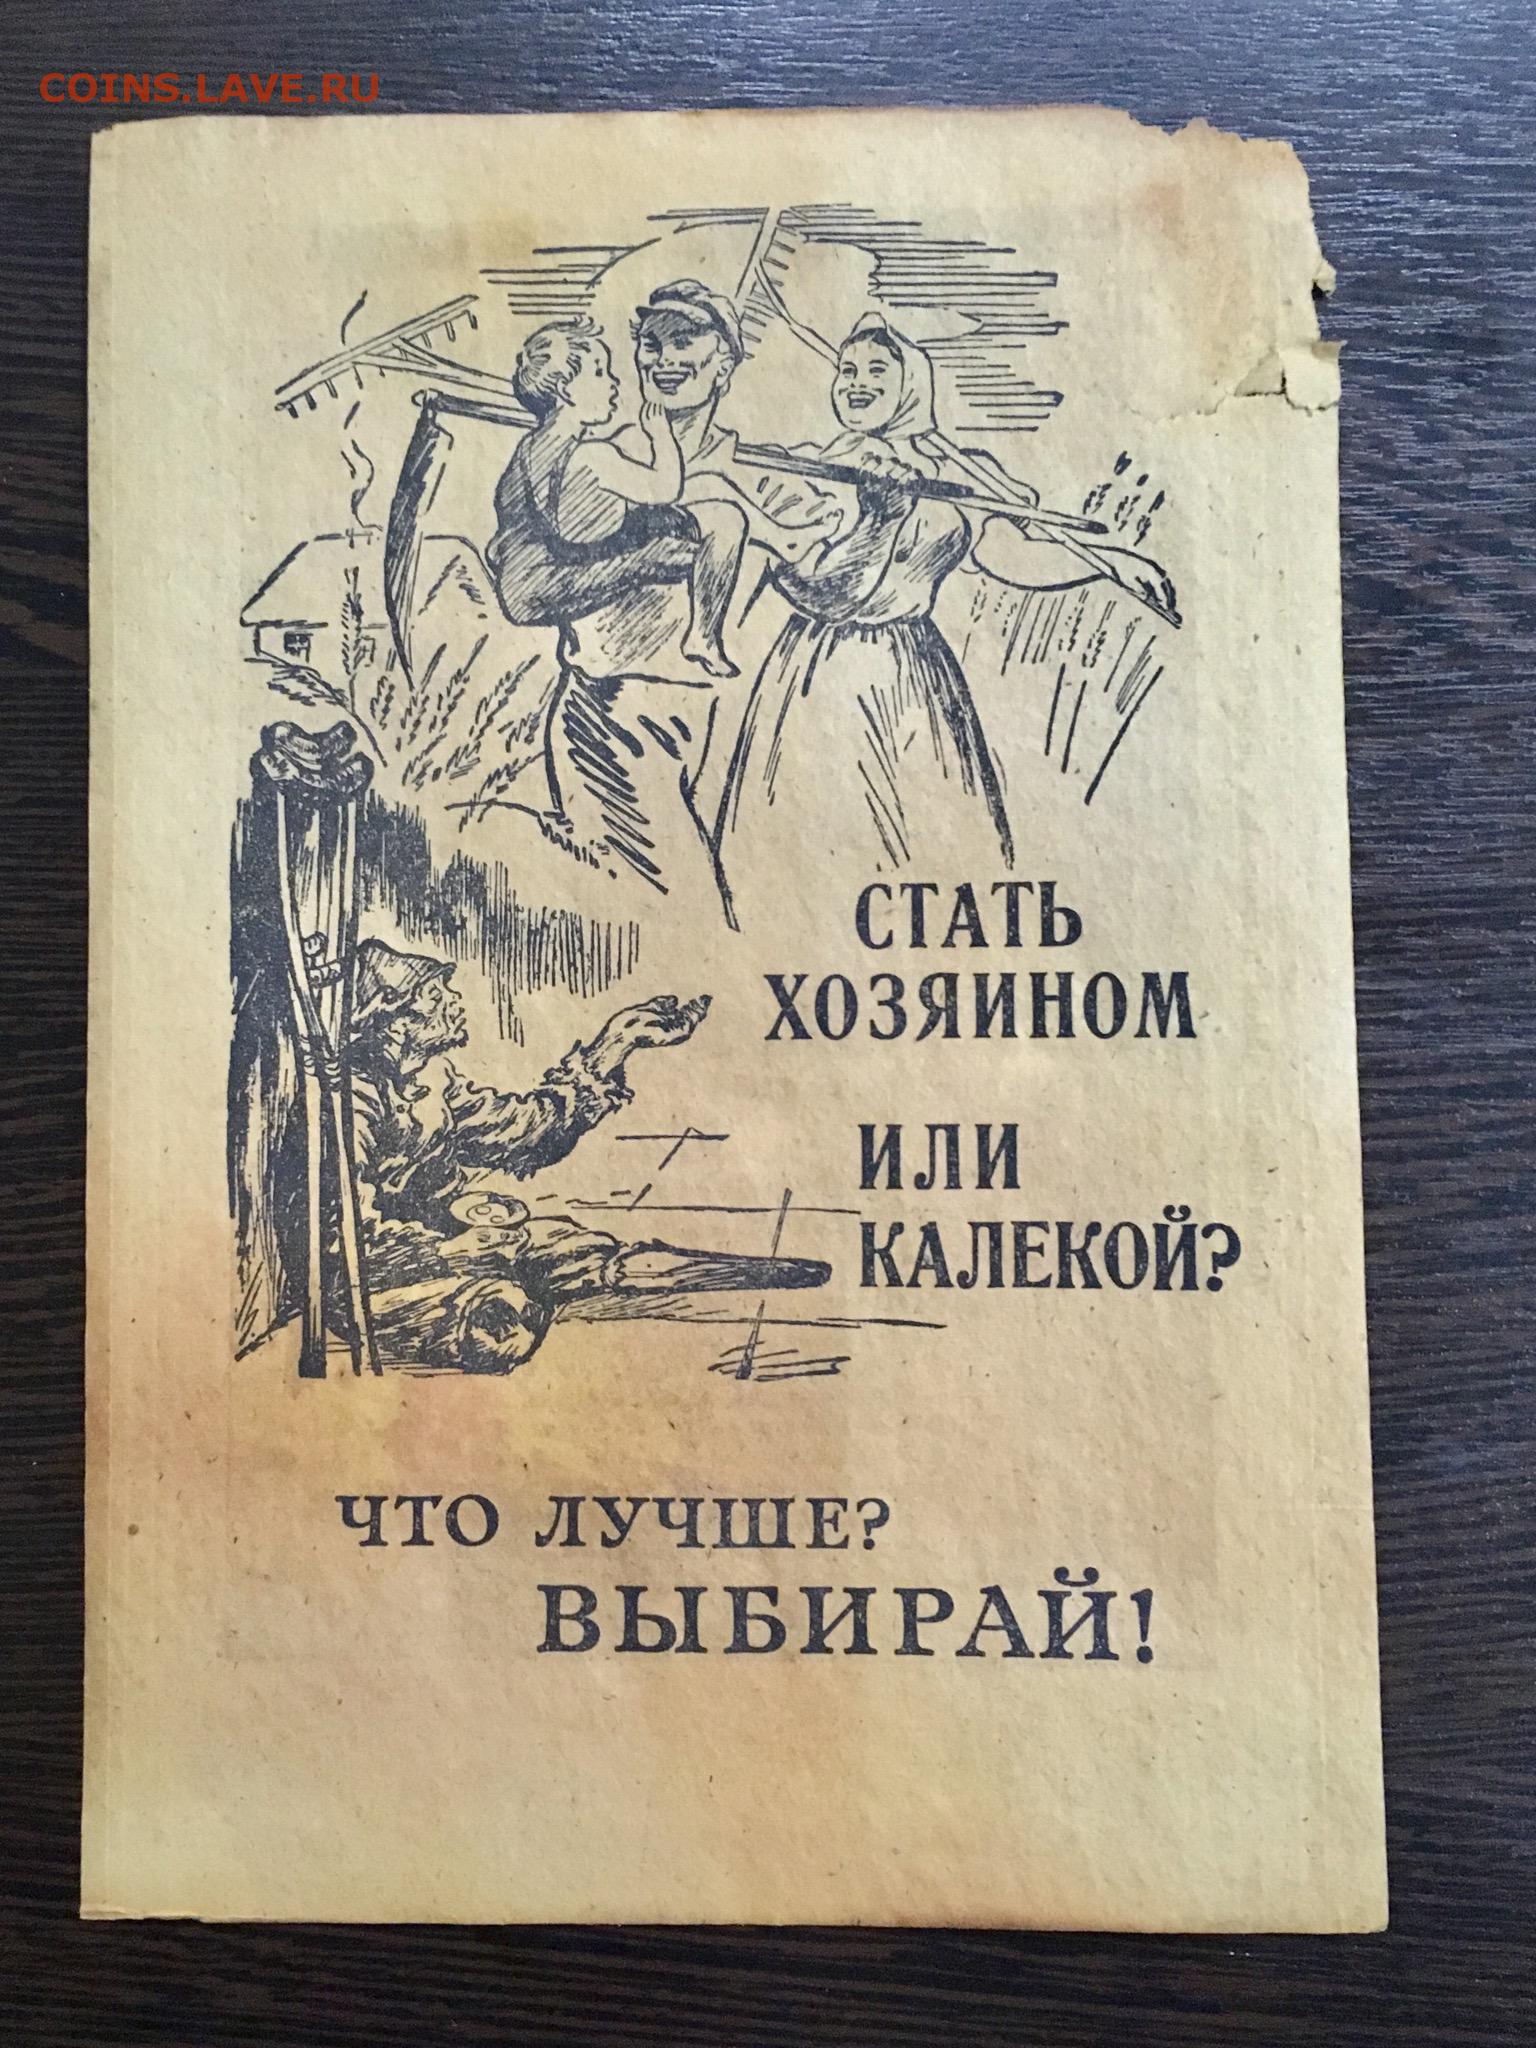 COINS.LAVE.RU
СТАТЬ
ХОЗЯИНОМ
ИЛИ
КАЛЕКОЙ?
ЧТО ЛУЧШЕ?
ВЫБИРАЙ!